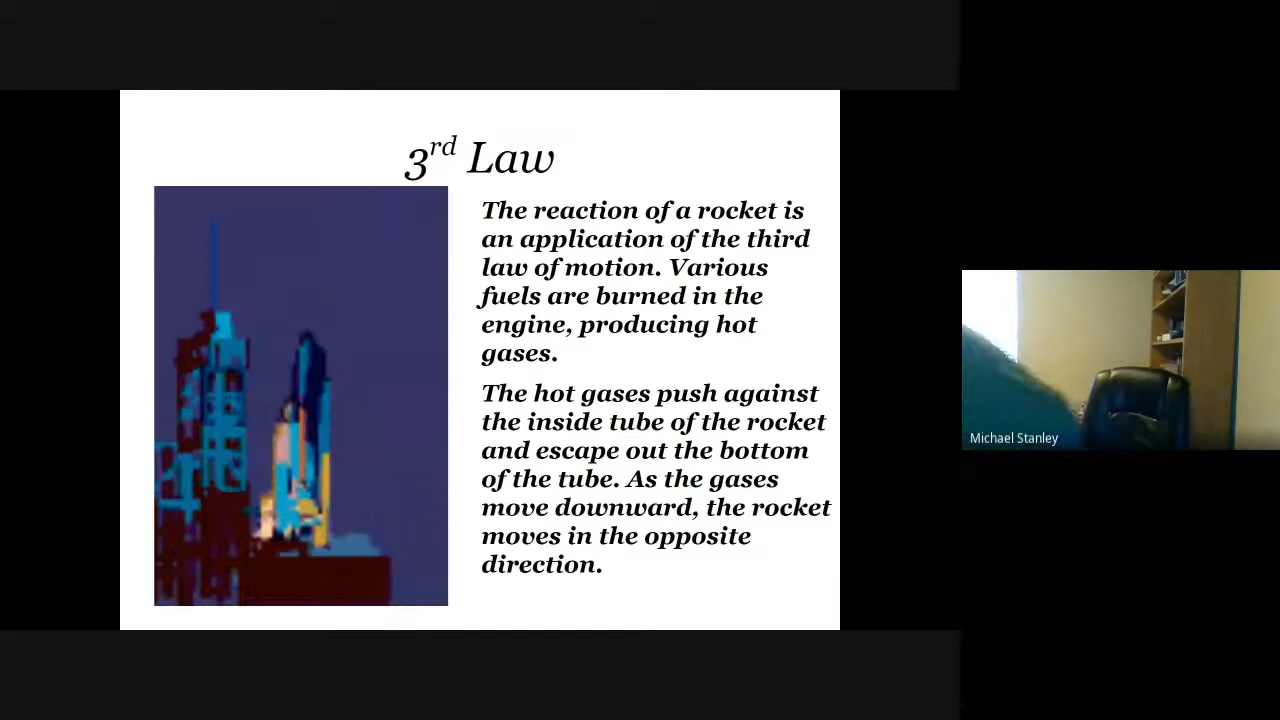 3rd Law
The reaction of a rocket is
an application of the third
law of motion. Various
fuels are burned in the
engine, producing hot
gases.
The hot gases push against
the inside tube of the rocket
and escape out the bottom
of the tube. As the gases
move downward, the rocket
moves in the opposite
direction.
Michael Stanley